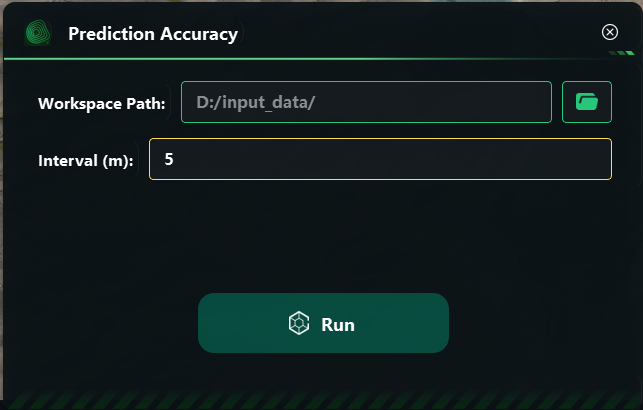 Prediction Accuracy
Workspace Path: D:/input_data/
Interval (m): 5
Run